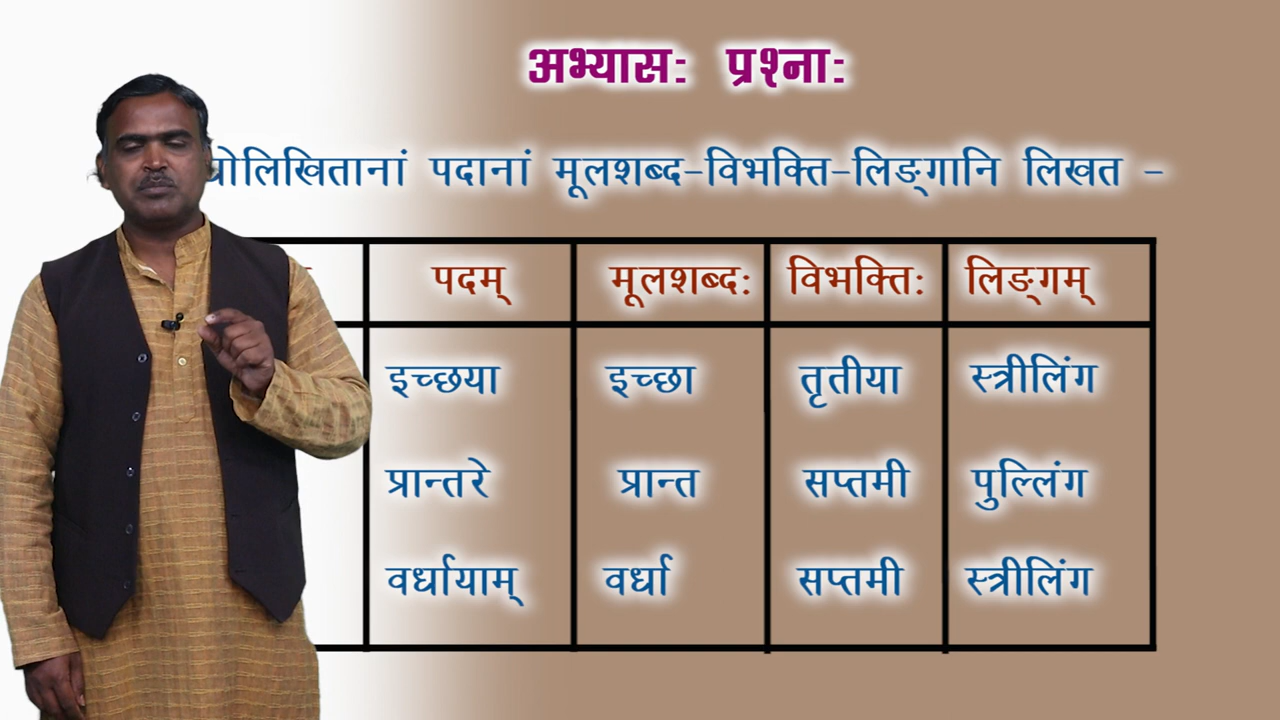 अभ्यासः प्रश्नाः
पदानां मूलशब्द-विभक्ति-लिङ्गानि लिखत -
पदम् मूलशब्दः विभक्तिः लिङ्गम्
इच्छया इच्छा तृतीया स्त्रीलिंग
प्रान्तरे प्रान्त सप्तमी पुल्लिंग
वर्धायाम् वर्धा सप्तमी स्त्रीलिंग